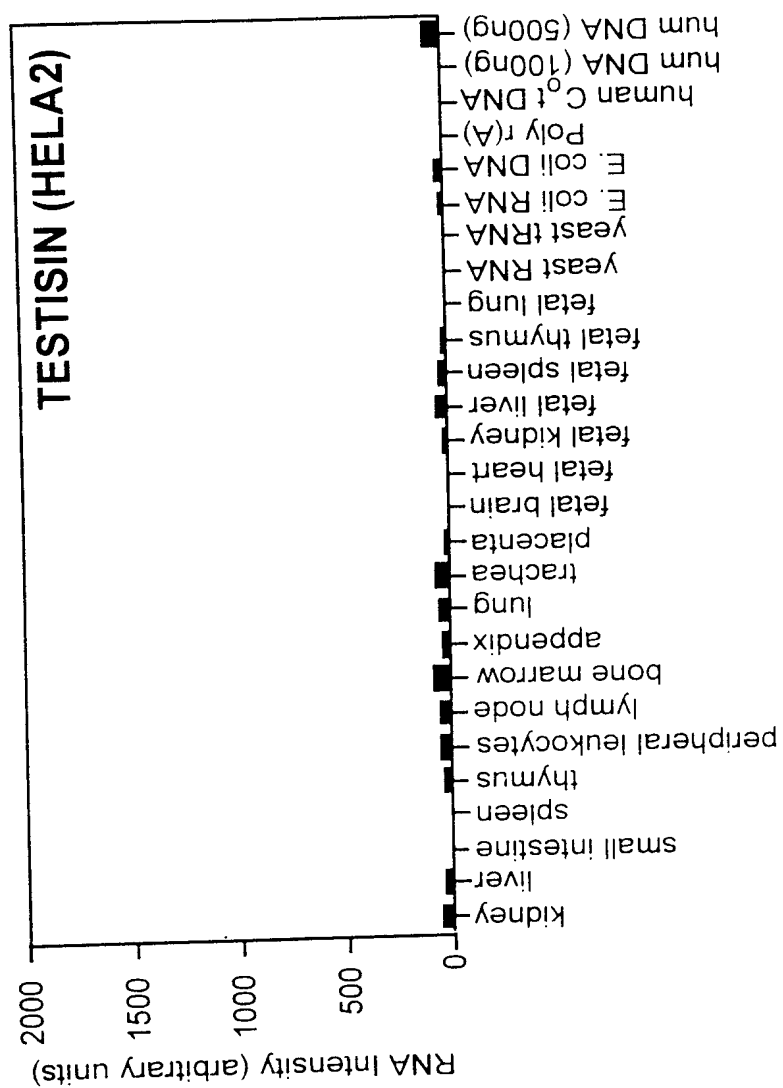 TESTISIN (HELA2)
RNA Intensity (arbitrary units)
2000
1500
1000
500
0
kidney
liver
small intestine
spleen
thymus
peripheral leukocytes
lymph node
bone marrow
appendix
lung
trachea
placenta
fetal brain
fetal heart
fetal kidney
fetal liver
fetal spleen
fetal thymus
fetal lung
yeast RNA
yeast tRNA
E. coli RNA
E. coli DNA
Poly r(A)
human C₀t DNA
hum DNA (100ng)
hum DNA (500ng)